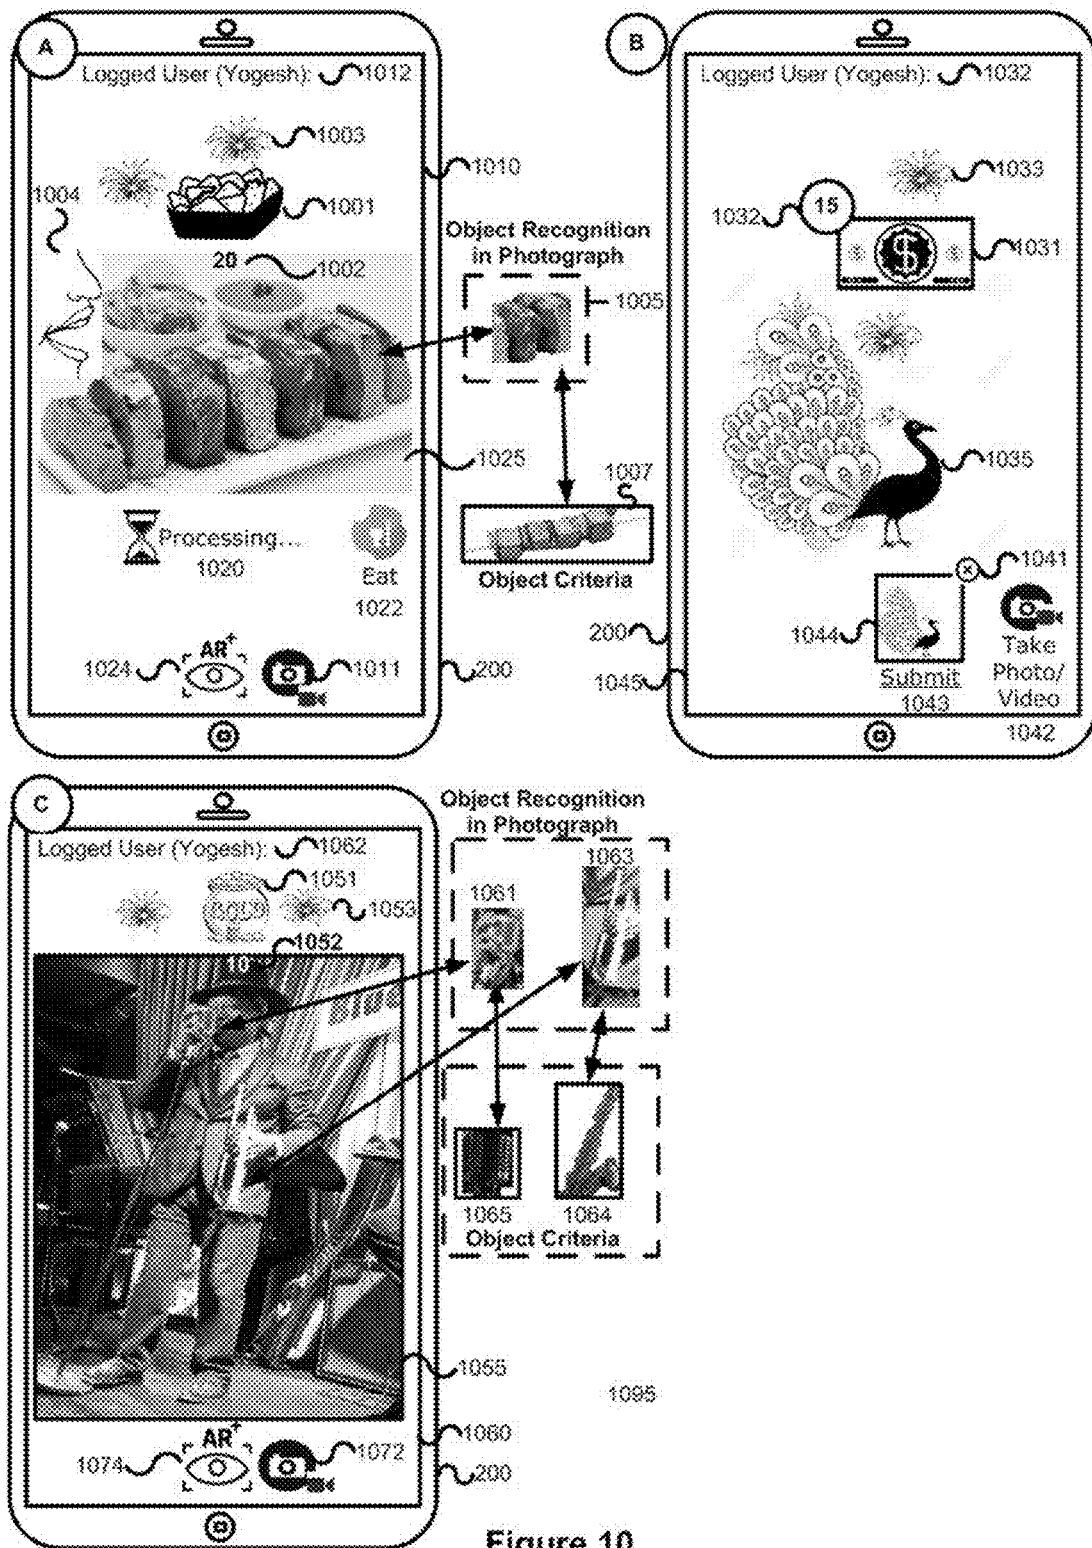 A
Logged User (Yogesh): 1012
1003
1010
1004
1001
20
1002
Object Recognition
in Photograph
1005
1025
1007
Processing...
1020
Eat
1022
Object Criteria
AR+
1024
1011
200
B
Logged User (Yogesh): 1032
1033
1032
15
$
1031
1035
1041
1044
200
1045
Submit
1043
Take
Photo/
Video
1042
C
Logged User (Yogesh): 1062
1051
GOLD
1053
1052
10
Object Recognition
in Photograph
1061
1063
1065
1064
Object Criteria
1055
1095
1060
AR+
1074
1072
200
Figure 10